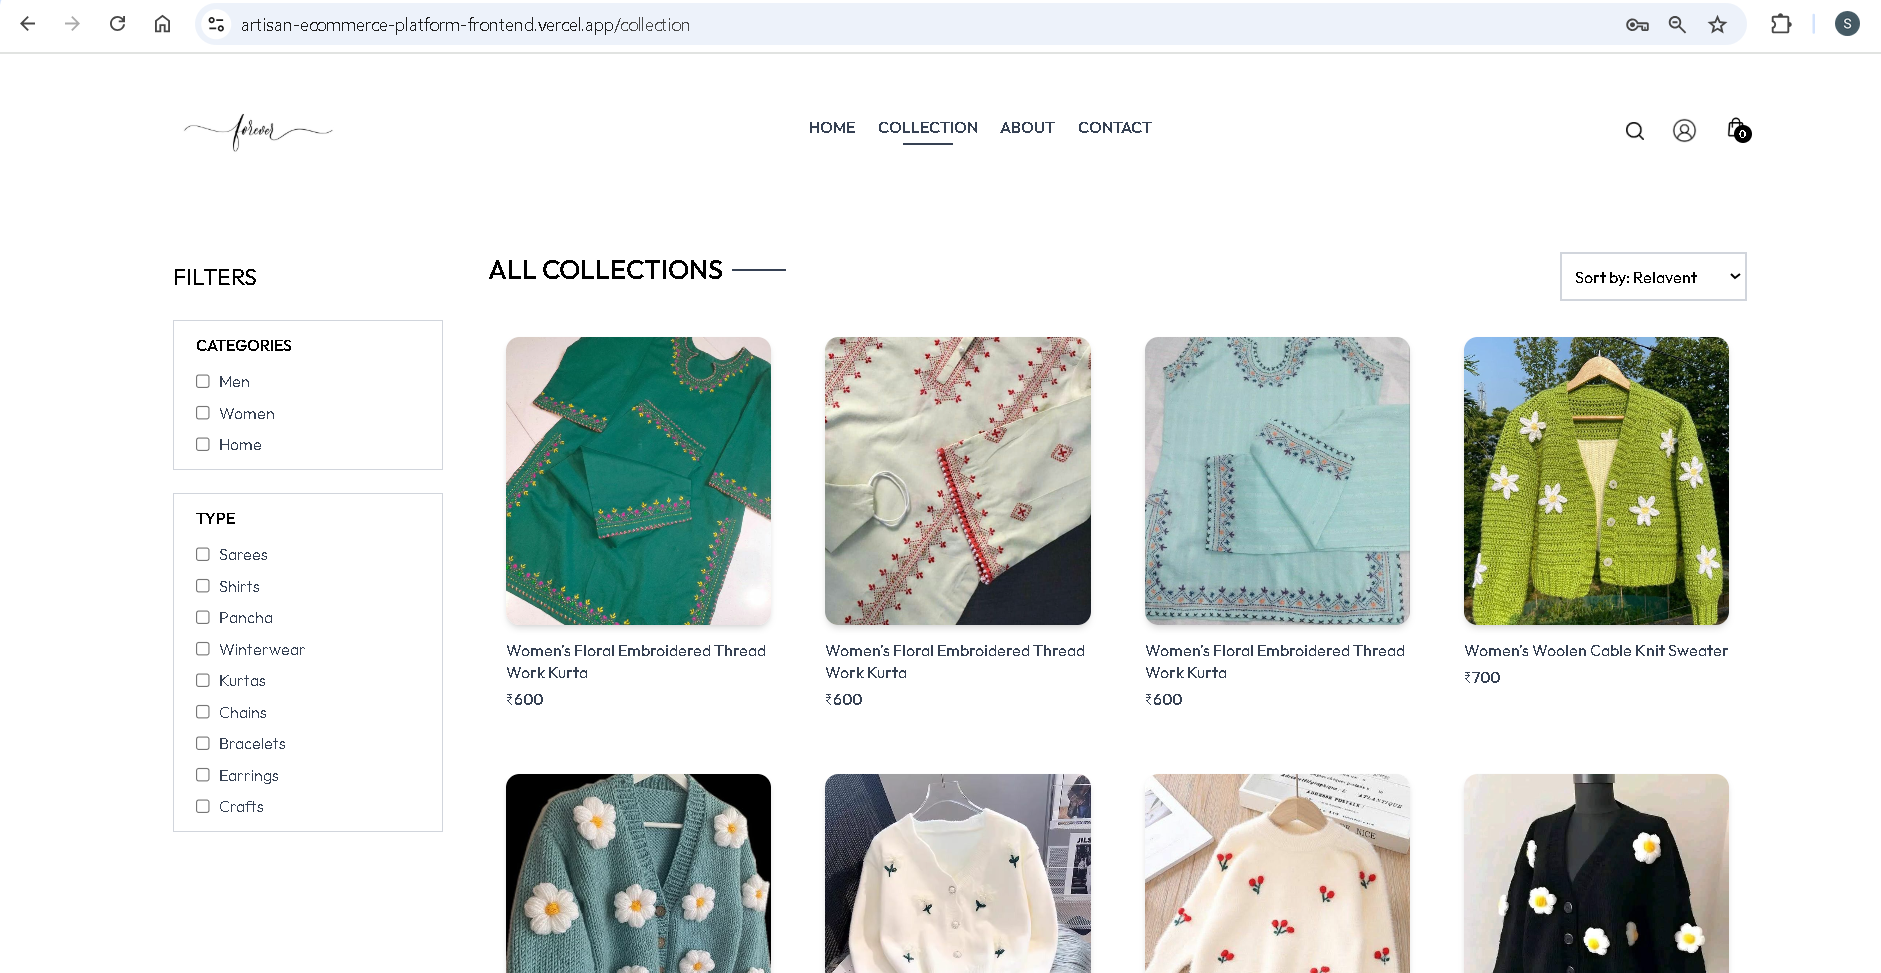 artisan-ecommerce-platform-frontend.vercel.app/collection
S
forever
HOME COLLECTION ABOUT CONTACT
0
FILTERS
CATEGORIES
Men
Women
Home
TYPE
Sarees
Shirts
Pancha
Winterwear
Kurtas
Chains
Bracelets
Earrings
Crafts
ALL COLLECTIONS
Sort by: Relavent
Women's Floral Embroidered Thread
Work Kurta
₹600
Women's Floral Embroidered Thread
Work Kurta
₹600
Women's Floral Embroidered Thread
Work Kurta
₹600
Women's Woolen Cable Knit Sweater
₹700